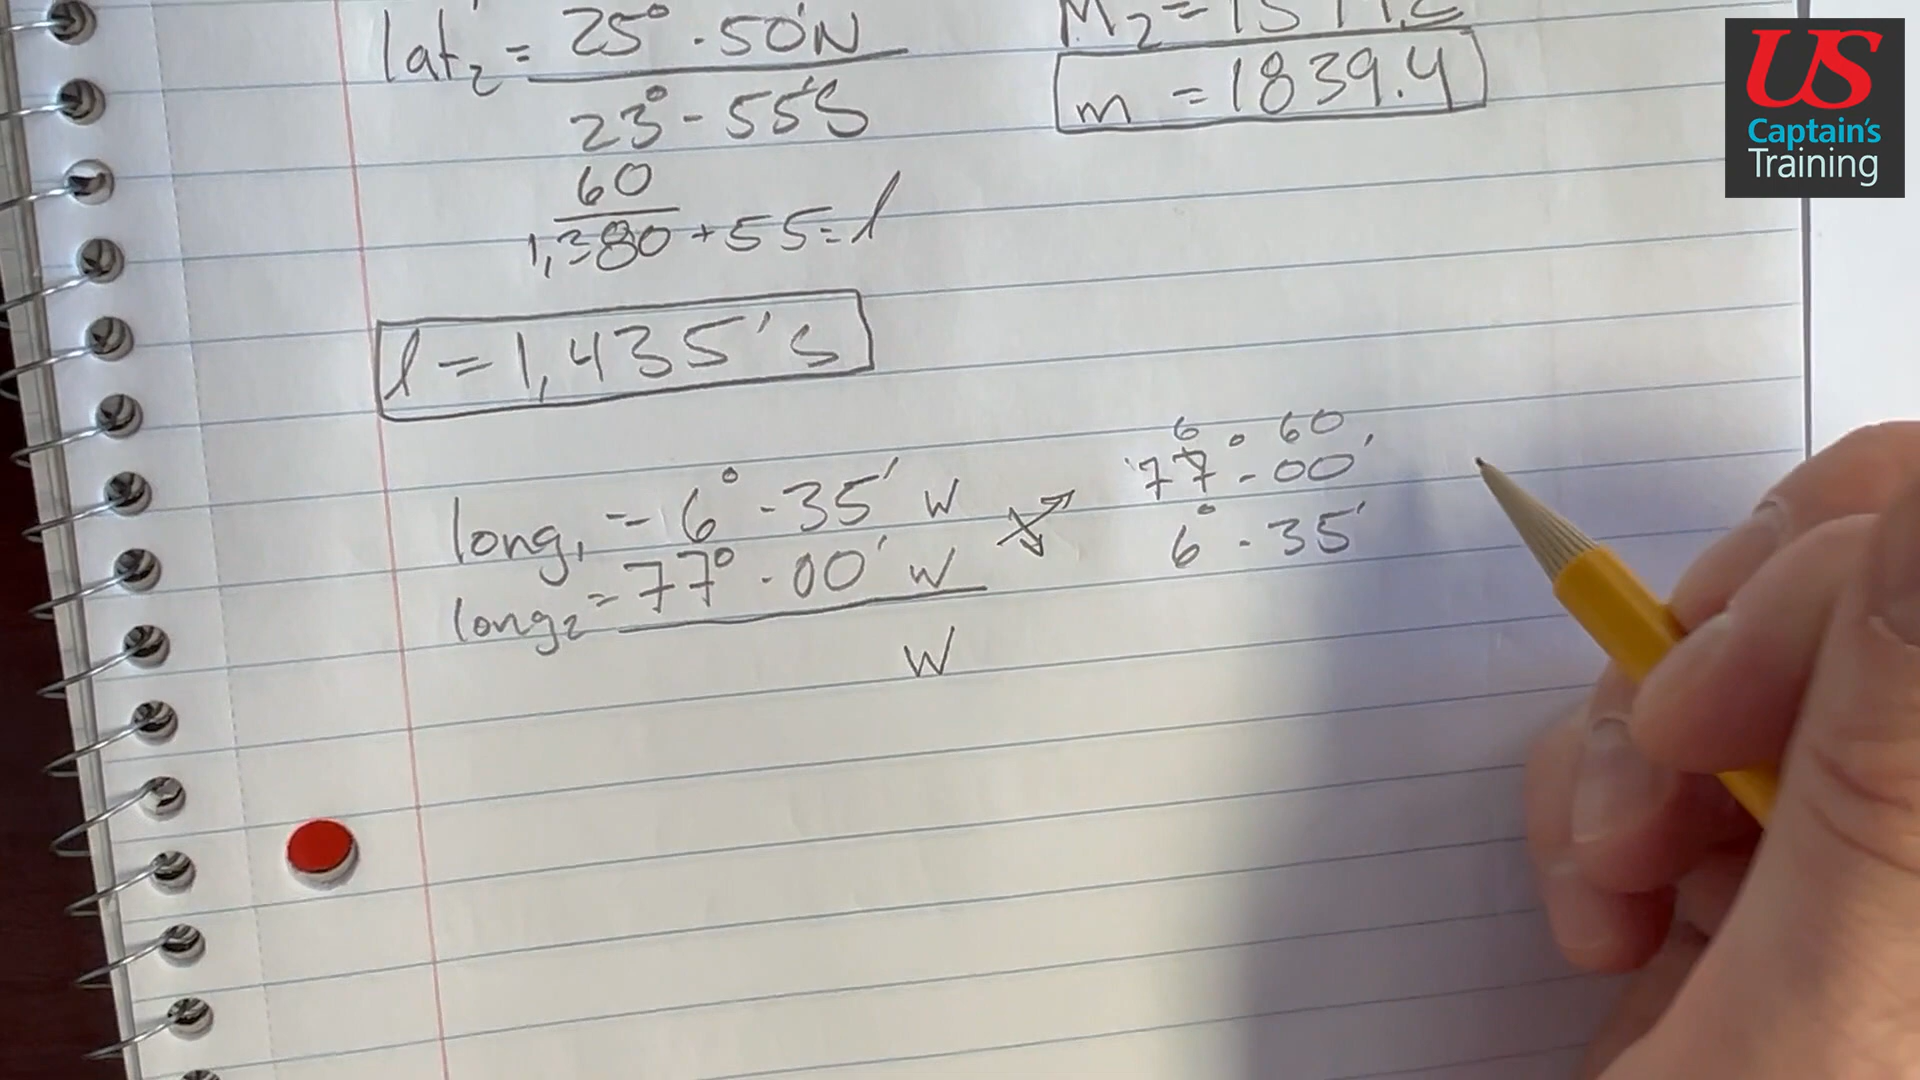 lat₂ = 25° - 50'N
23° - 55'S
60
1,380 + 55 = l
l = 1,435's
m = 1839.4
long₁ = 6° - 35' W
long₂ = 77° - 00' W
W
6 60
77° - 00'
6° - 35'
US
Captain's
Training